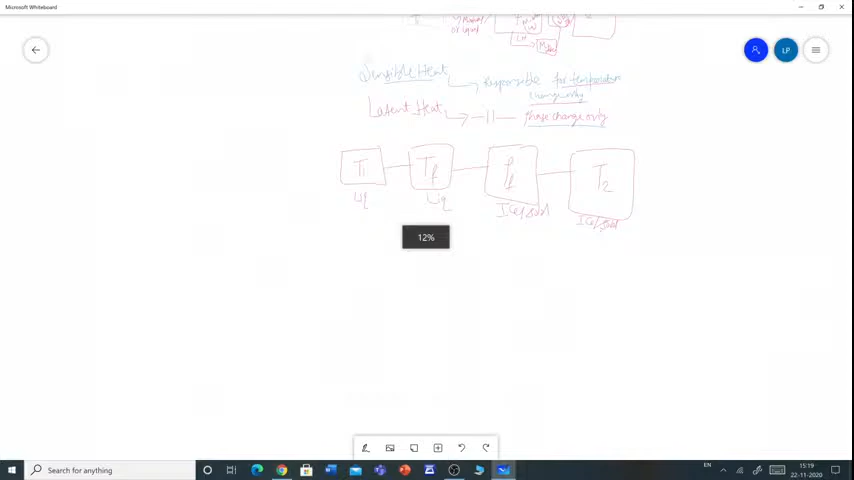 Microsoft Whiteboard
LP
Sensible Heat
Responsible for temperature
change only
Latent Heat
phase change only
T1
Tf
Tf
T2
Liq
Liq
Ice/Solid
Ice/Solid
12%
Search for anything
EN
15:19
22-11-2020